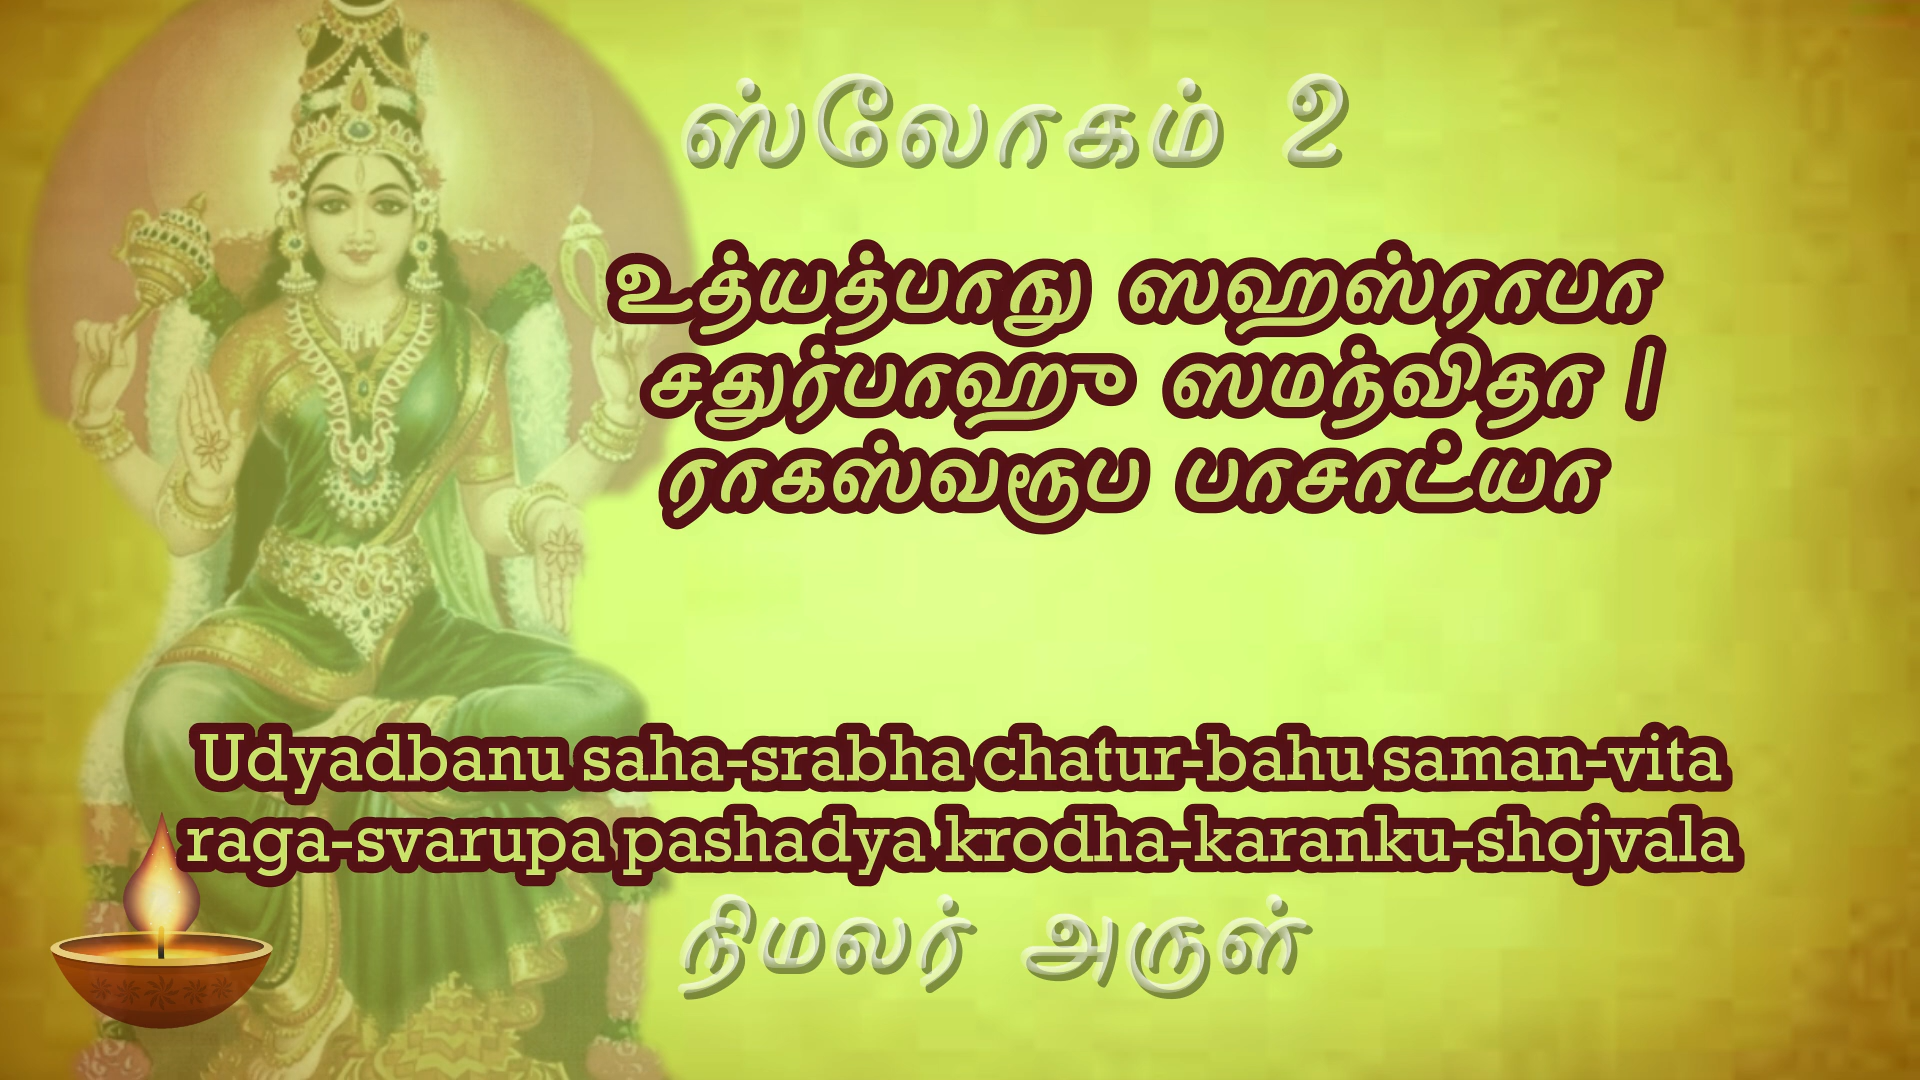 ஸ்லோகம் 2
உத்யத்பாநு ஸஹஸ்ராபா
சதுர்பாஹு ஸமந்விதா |
ராகஸ்வரூப பாசாட்யா
Udyadbanu saha-srabha chatur-bahu saman-vita
raga-svarupa pashadya krodha-karanku-shojvala
நிமலர் அருள்